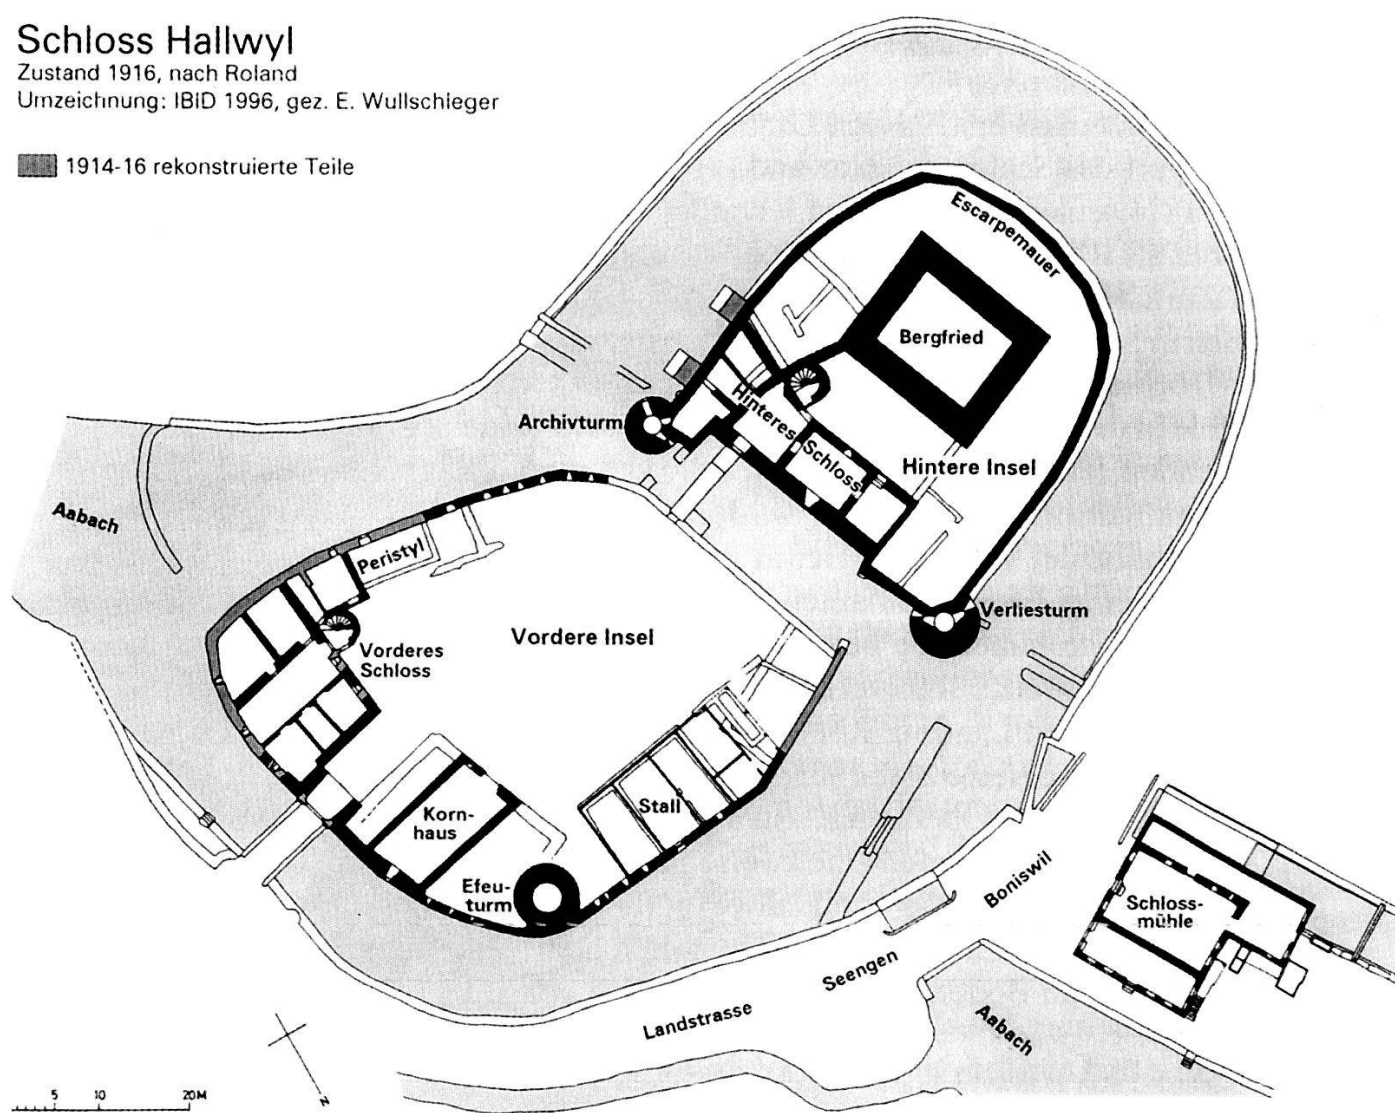 Schloss Hallwyl
Zustand 1916, nach Roland
Umzeichnung: IBID 1996, gez. E. Wullschleger
1914-16 rekonstruierte Teile
Escarpemauer
Bergfried
Archivturm
Hinteres
Schloss
Hintere Insel
Aabach
Peristyl
Verliesturm
Vordere Insel
Vorderes
Schloss
Korn-
haus
Stall
Efeu-
turm
Boniswil
Schloss-
mühle
Seengen
Landstrasse
Aabach
5 10 20M
N